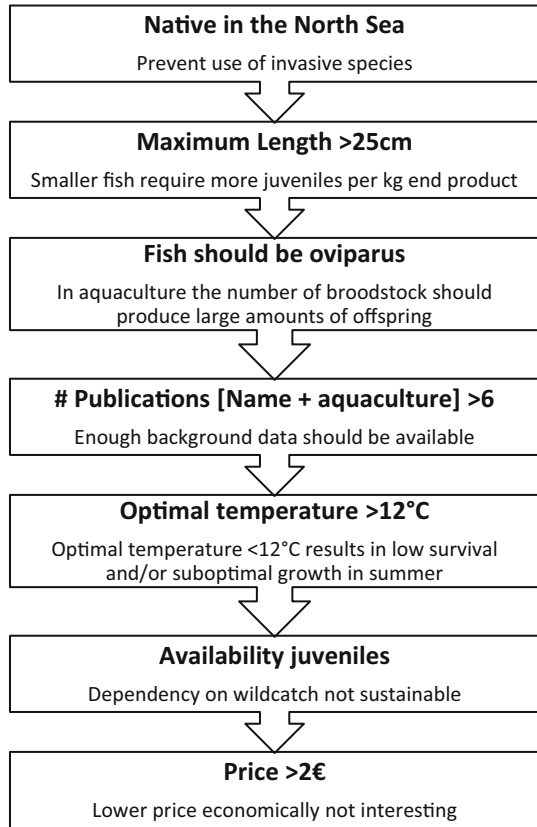 Native in the North Sea
Prevent use of invasive species
Maximum Length >25cm
Smaller fish require more juveniles per kg end product
Fish should be oviparus
In aquaculture the number of broodstock should
produce large amounts of offspring
# Publications [Name + aquaculture] >6
Enough background data should be available
Optimal temperature >12°C
Optimal temperature <12°C results in low survival
and/or suboptimal growth in summer
Availability juveniles
Dependency on wildcatch not sustainable
Price >2€
Lower price economically not interesting